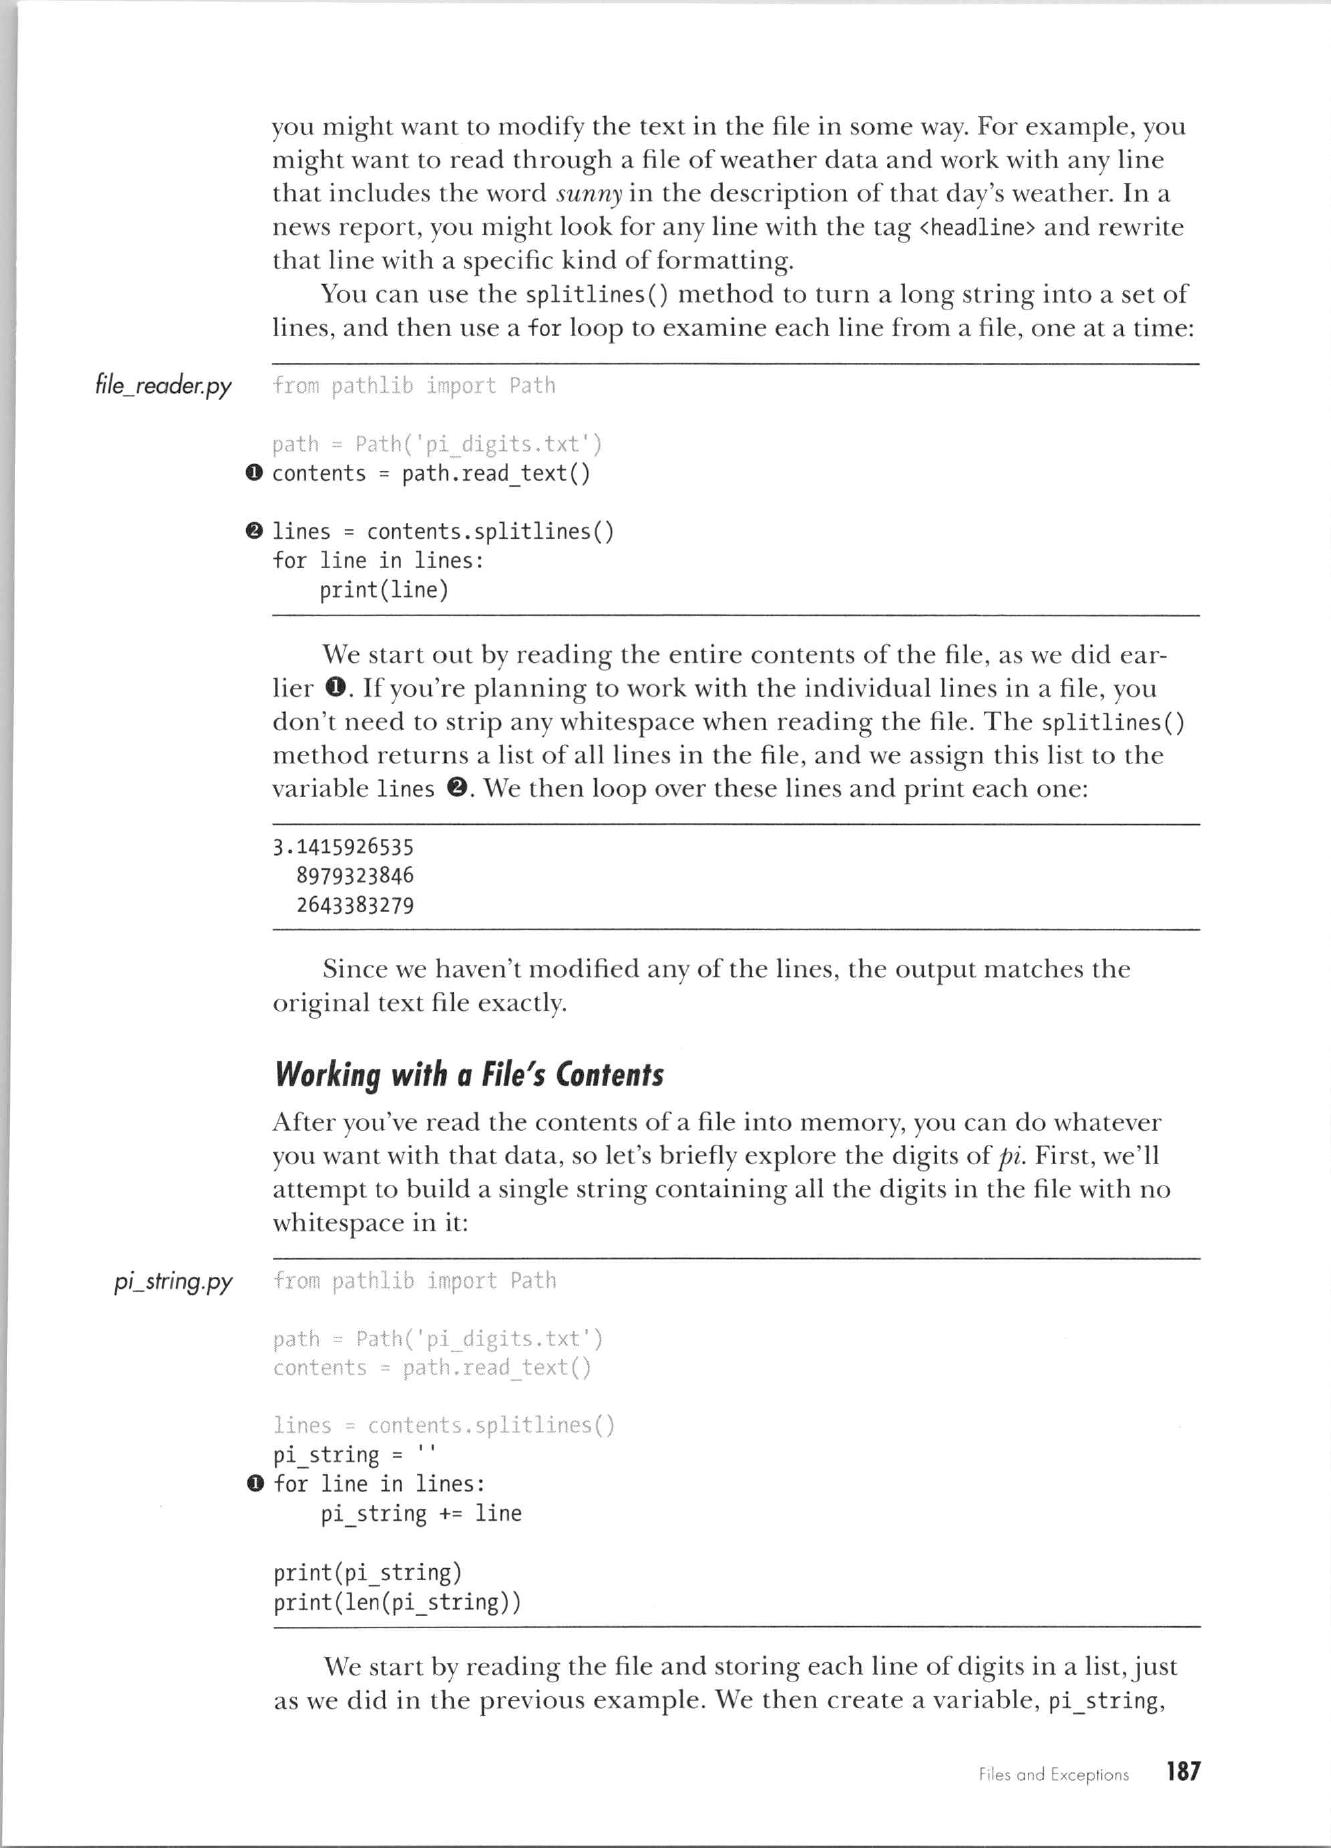 you might want to modify the text in the file in some way. For example, you
might want to read through a file of weather data and work with any line
that includes the word sunny in the description of that day's weather. In a
news report, you might look for any line with the tag <headline> and rewrite
that line with a specific kind of formatting.
You can use the splitlines() method to turn a long string into a set of
lines, and then use a for loop to examine each line from a file, one at a time:
file_reader.py from pathlib import Path
path = Path('pi_digits.txt')
❶ contents = path.read_text()
❷ lines = contents.splitlines()
for line in lines:
    print(line)
We start out by reading the entire contents of the file, as we did ear-
lier ❶. If you're planning to work with the individual lines in a file, you
don't need to strip any whitespace when reading the file. The splitlines()
method returns a list of all lines in the file, and we assign this list to the
variable lines ❷. We then loop over these lines and print each one:
3.1415926535
  8979323846
  2643383279
Since we haven't modified any of the lines, the output matches the
original text file exactly.
Working with a File's Contents
After you've read the contents of a file into memory, you can do whatever
you want with that data, so let's briefly explore the digits of pi. First, we'll
attempt to build a single string containing all the digits in the file with no
whitespace in it:
pi_string.py from pathlib import Path
path = Path('pi_digits.txt')
contents = path.read_text()
lines = contents.splitlines()
pi_string = ''
❶ for line in lines:
    pi_string += line
print(pi_string)
print(len(pi_string))
We start by reading the file and storing each line of digits in a list, just
as we did in the previous example. We then create a variable, pi_string,
Files and Exceptions 187